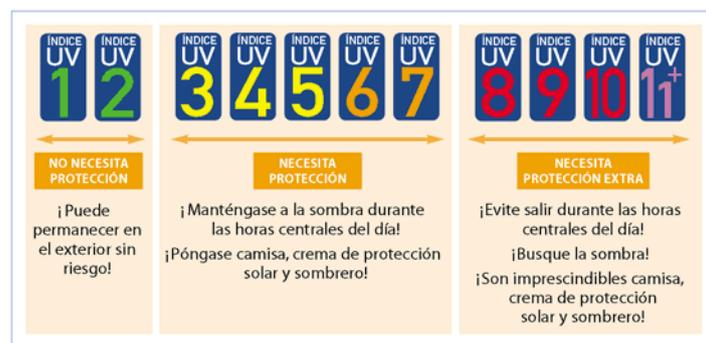 ÍNDICE
UV
1
ÍNDICE
UV
2
NO NECESITA
PROTECCIÓN
¡Puede
permanecer en
el exterior sin
riesgo!
ÍNDICE
UV
3
ÍNDICE
UV
4
ÍNDICE
UV
5
ÍNDICE
UV
6
ÍNDICE
UV
7
NECESITA
PROTECCIÓN
¡Manténgase a la sombra durante
las horas centrales del día!
¡Póngase camisa, crema de protección
solar y sombrero!
ÍNDICE
UV
8
ÍNDICE
UV
9
ÍNDICE
UV
10
ÍNDICE
UV
11+
NECESITA
PROTECCIÓN EXTRA
¡Evite salir durante las horas
centrales del día!
¡Busque la sombra!
¡Son imprescindibles camisa,
crema de protección
solar y sombrero!